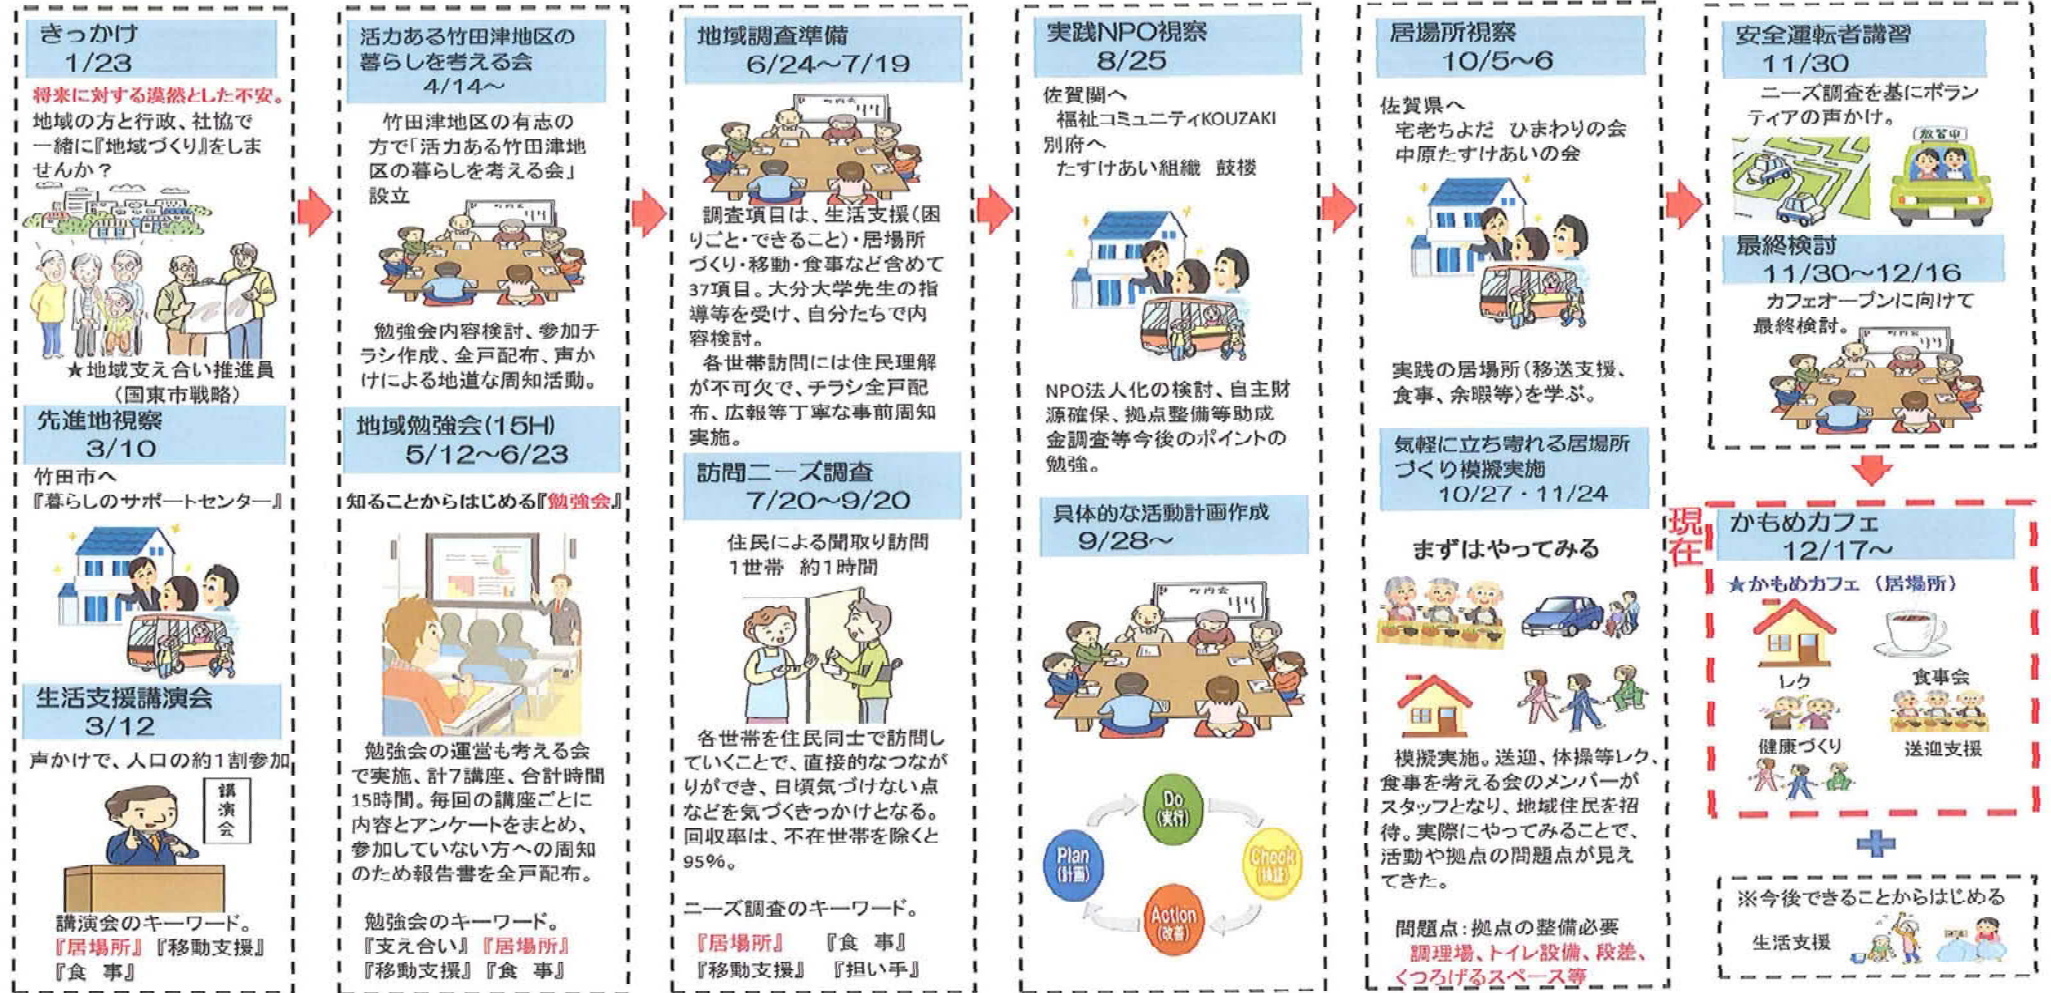 きっかけ
1/23
将来に対する漠然とした不安。
地域の方と行政、社協で
一緒に『地域づくり』をしま
せんか？
★地域支え合い推進員
（国東市戦略）
先進地視察
3/10
竹田市へ
『暮らしのサポートセンター』
生活支援講演会
3/12
声かけで、人口の約1割参加
講演会
講演会のキーワード。
『居場所』『移動支援』
『食　事』
活力ある竹田津地区の
暮らしを考える会
4/14～
竹田津地区の有志の
方で「活力ある竹田津地
区の暮らしを考える会」
設立
勉強会内容検討、参加チ
ラシ作成、全戸配布、声か
けによる地道な周知活動。
地域勉強会(15H)
5/12～6/23
知ることからはじめる『勉強会』
勉強会の運営も考える会
で実施、計7講座、合計時間
15時間。毎回の講座ごとに
内容とアンケートをまとめ、
参加していない方への周知
のため報告書を全戸配布。
勉強会のキーワード。
『支え合い』『居場所』
『移動支援』『食　事』
地域調査準備
6/24～7/19
調査項目は、生活支援（困
りごと・できること）・居場所
づくり・移動・食事など含めて
37項目。大分大学先生の指
導等を受け、自分たちで内
容検討。
各世帯訪問には住民理解
が不可欠で、チラシ全戸配
布、広報等丁寧な事前周知
実施。
訪問ニーズ調査
7/20～9/20
住民による聞取り訪問
1世帯　約1時間
各世帯を住民同士で訪問し
ていくことで、直接的なつなが
りができ、日頃気づけない点
などを気づくきっかけとなる。
回収率は、不在世帯を除くと
95%。
ニーズ調査のキーワード。
『居場所』　『食　事』
『移動支援』　『担い手』
実践NPO視察
8/25
佐賀関へ
福祉コミュニティKOUZAKI
別府へ
たすけあい組織　鼓楼
NPO法人化の検討、自主財
源確保、拠点整備等助成
金調査等今後のポイントの
勉強。
具体的な活動計画作成
9/28～
町内会
Do
(実行)
Plan
(計画)
Check
(検証)
Action
(改善)
居場所視察
10/5～6
佐賀県へ
宅老ちよだ　ひまわりの会
中原たすけあいの会
実践の居場所（移送支援、
食事、余暇等）を学ぶ。
気軽に立ち寄れる居場所
づくり模擬実施
10/27・11/24
まずはやってみる
模擬実施。送迎、体操等レク、
食事を考える会のメンバーが
スタッフとなり、地域住民を招
待。実際にやってみることで、
活動や拠点の問題点が見え
てきた。
問題点：拠点の整備必要
調理場、トイレ設備、段差、
くつろげるスペース等
安全運転者講習
11/30
ニーズ調査を基にボラン
ティアの声かけ。
教習中
最終検討
11/30～12/16
カフェオープンに向けて
最終検討。
現在
かもめカフェ
12/17～
★かもめカフェ（居場所）
レク
食事会
健康づくり
送迎支援
※今後できることからはじめる
生活支援